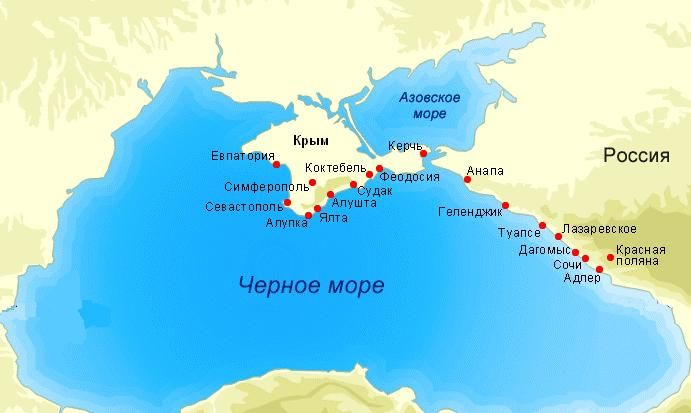 Азовское
море
Крым
Керчь
Россия
Евпатория
Коктебель
Феодосия
Анапа
Симферополь
Судак
Севастополь
Алушта
Геленджик
Ялта
Алупка
Туапсе
Лазаревское
Дагомыс
Красная
поляна
Сочи
Адлер
Черное море